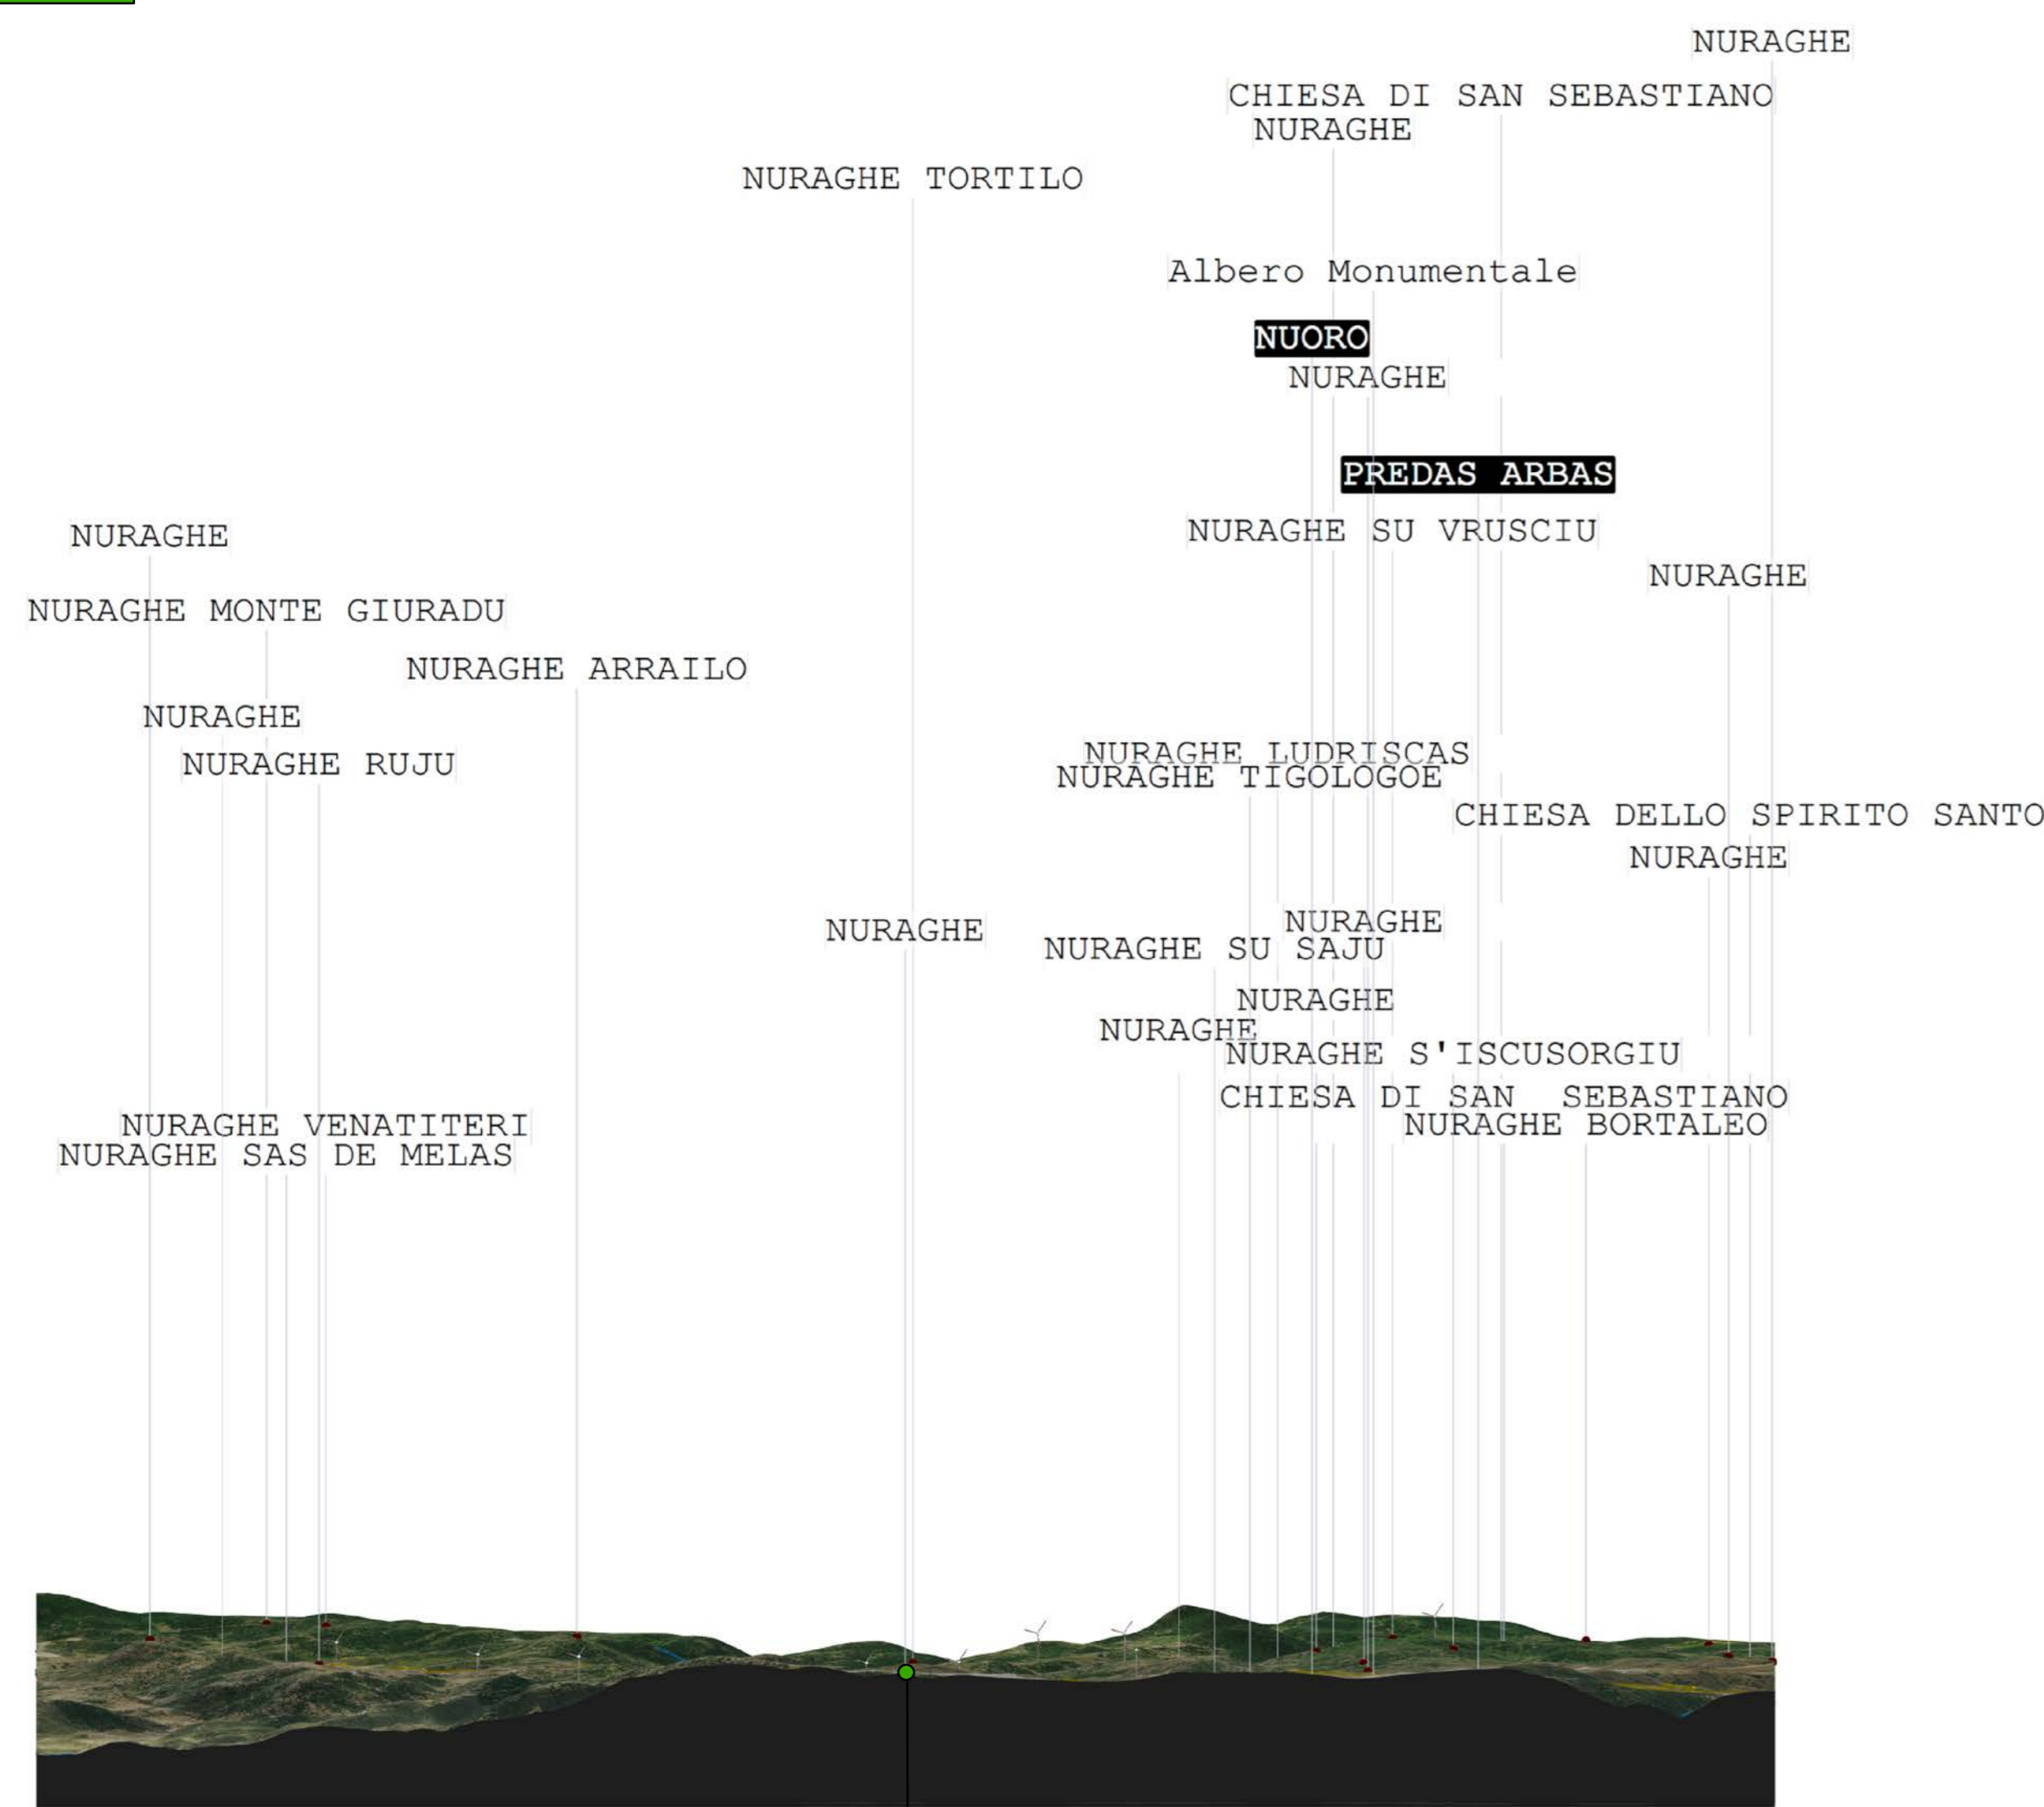 NURAGHE
CHIESA DI SAN SEBASTIANO
NURAGHE
NURAGHE TORTILO
Albero Monumentale
NUORO
NURAGHE
PREDAS ARBAS
NURAGHE SU VRUSCIU
NURAGHE
NURAGHE
NURAGHE MONTE GIURADU
NURAGHE ARRAILO
NURAGHE
NURAGHE RUJU
NURAGHE LUDRISCAS
NURAGHE TIGOLOGOE
CHIESA DELLO SPIRITO SANTO
NURAGHE
NURAGHE
NURAGHE
NURAGHE SU SAJU
NURAGHE
NURAGHE
NURAGHE S'ISCUSORGIU
CHIESA DI SAN  SEBASTIANO
NURAGHE BORTALEO
NURAGHE VENATITERI
NURAGHE SAS DE MELAS